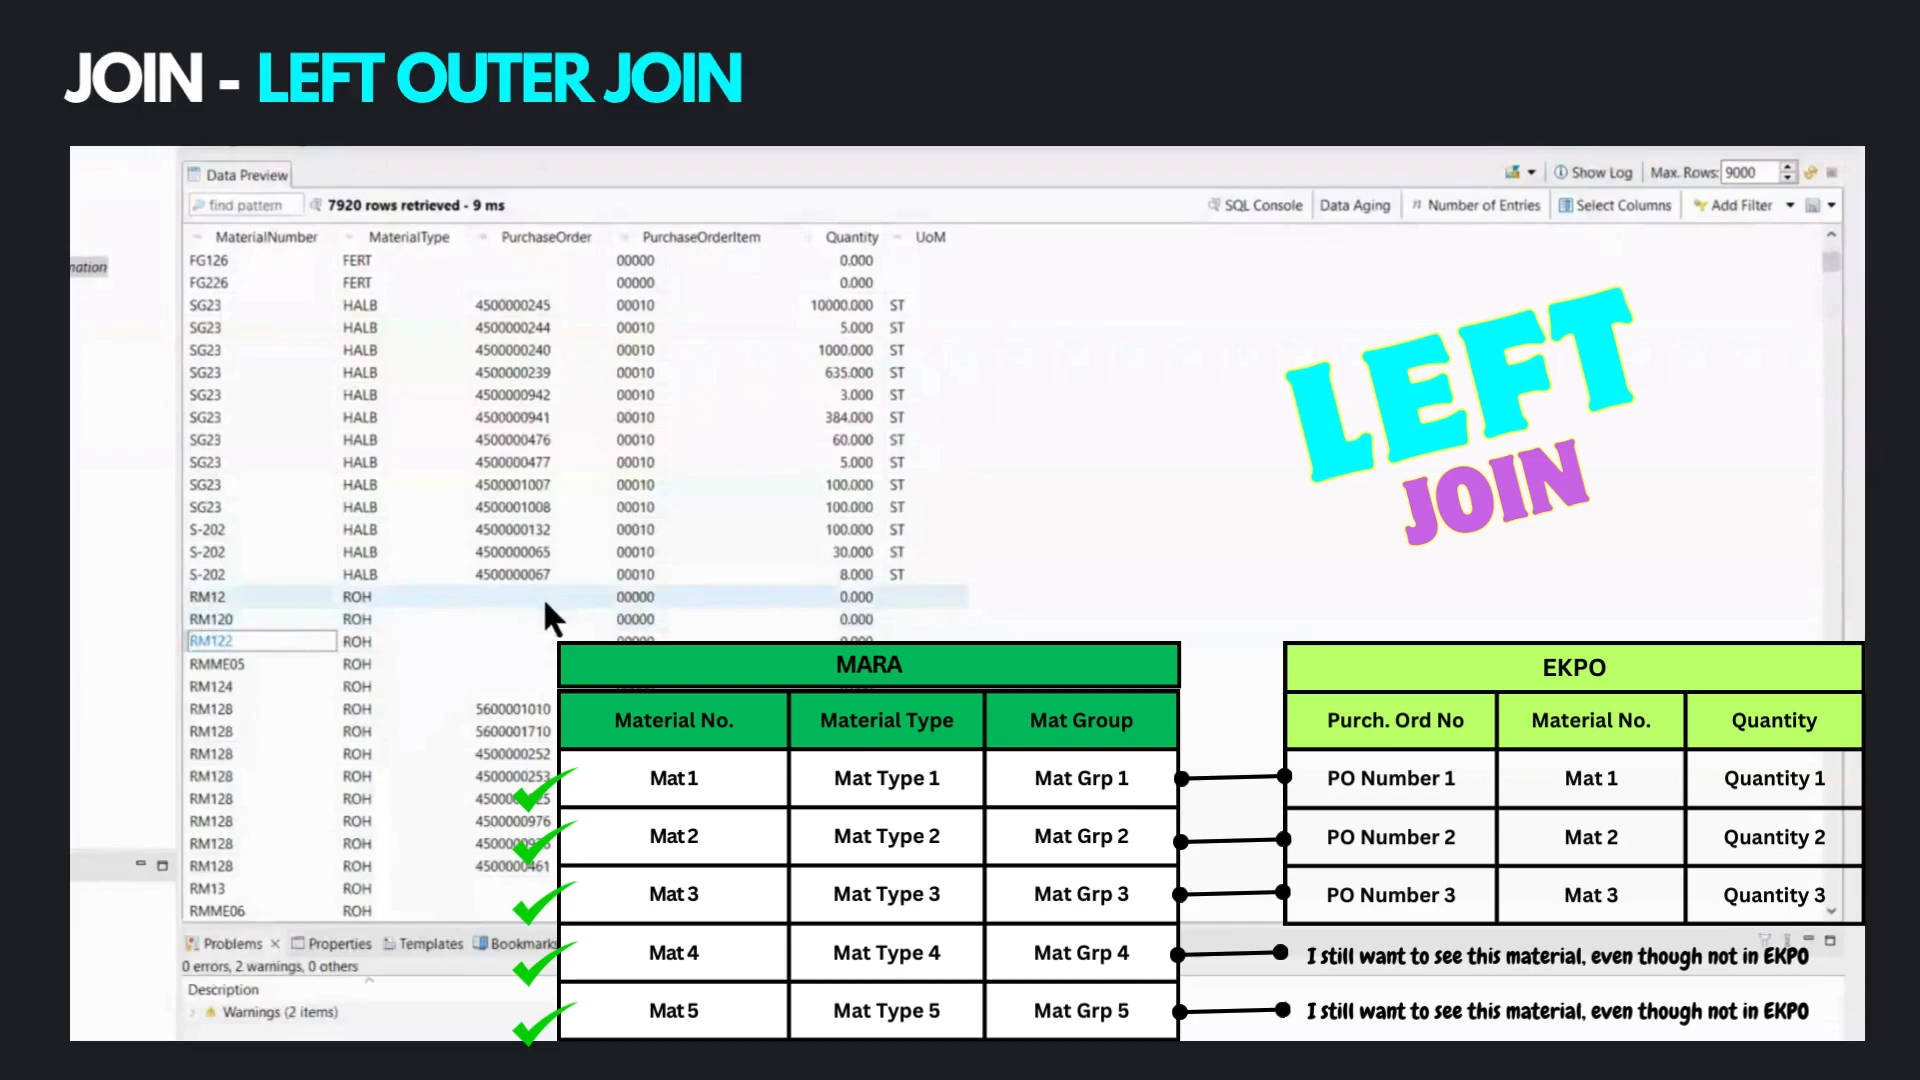 JOIN - LEFT OUTER JOIN
Data Preview
Show Log Max. Rows: 9000
find pattern 7920 rows retrieved - 9 ms SQL Console Data Aging Number of Entries Select Columns Add Filter
MaterialNumber MaterialType PurchaseOrder PurchaseOrderItem Quantity UoM
FG126 FERT 00000 0.000
FG226 FERT 00000 0.000
SG23 HALB 4500000245 00010 10000.000 ST
SG23 HALB 4500000244 00010 5.000 ST
SG23 HALB 4500000240 00010 1000.000 ST
SG23 HALB 4500000239 00010 635.000 ST
SG23 HALB 4500000942 00010 3.000 ST
SG23 HALB 4500000941 00010 384.000 ST
SG23 HALB 4500000476 00010 60.000 ST
SG23 HALB 4500000477 00010 5.000 ST
SG23 HALB 4500001007 00010 100.000 ST
SG23 HALB 4500001008 00010 100.000 ST
S-202 HALB 4500000132 00010 100.000 ST
S-202 HALB 4500000065 00010 30.000 ST
S-202 HALB 4500000067 00010 8.000 ST
RM12 ROH 00000 0.000
RM120 ROH 00000 0.000
RM122 ROH
RMME05 ROH
RM124 ROH
RM128 ROH 5600001010
RM128 ROH 5600001710
RM128 ROH 4500000252
RM128 ROH 4500000253
RM128 ROH
RM128 ROH 4500000976
RM128 ROH
RM128 ROH 4500000461
RM13 ROH
RMME06 ROH
Problems Properties Templates Bookmarks
0 errors, 2 warnings, 0 others
Description
Warnings (2 items)
LEFT
JOIN
MARA
Material No. Material Type Mat Group
Mat 1 Mat Type 1 Mat Grp 1
Mat 2 Mat Type 2 Mat Grp 2
Mat 3 Mat Type 3 Mat Grp 3
Mat 4 Mat Type 4 Mat Grp 4
Mat 5 Mat Type 5 Mat Grp 5
EKPO
Purch. Ord No Material No. Quantity
PO Number 1 Mat 1 Quantity 1
PO Number 2 Mat 2 Quantity 2
PO Number 3 Mat 3 Quantity 3
I still want to see this material, even though not in EKPO
I still want to see this material, even though not in EKPO